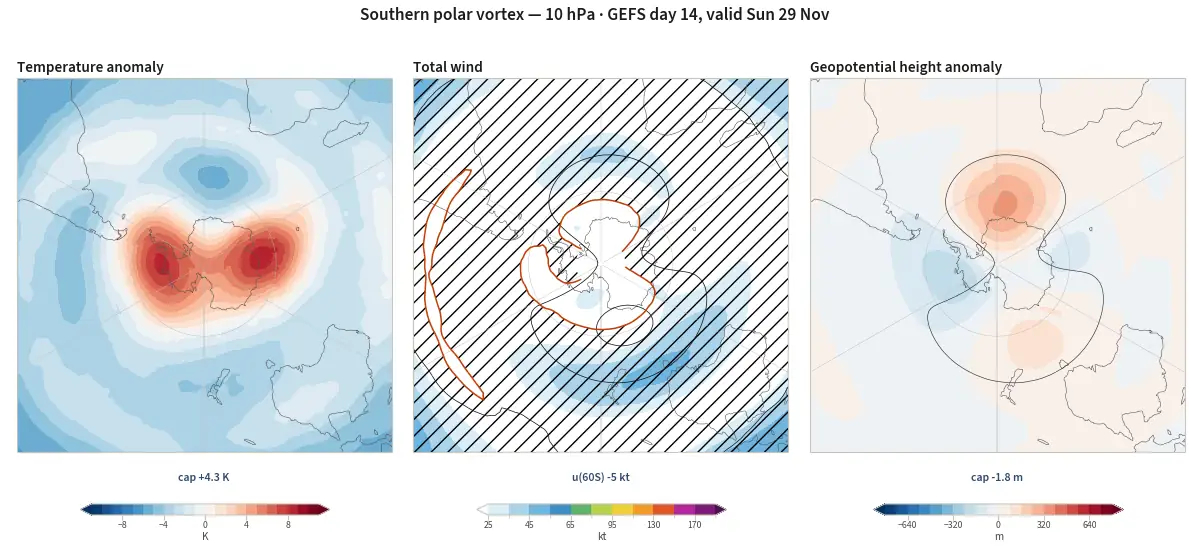 Southern polar vortex — 10 hPa · GEFS day 14, valid Sun 29 Nov
Temperature anomaly
Total wind
Geopotential height anomaly
cap +4.3 K
u(60S) -5 kt
cap -1.8 m
−8 −4 0 4 8
K
25 45 65 95 130 170
kt
−640 −320 0 320 640
m